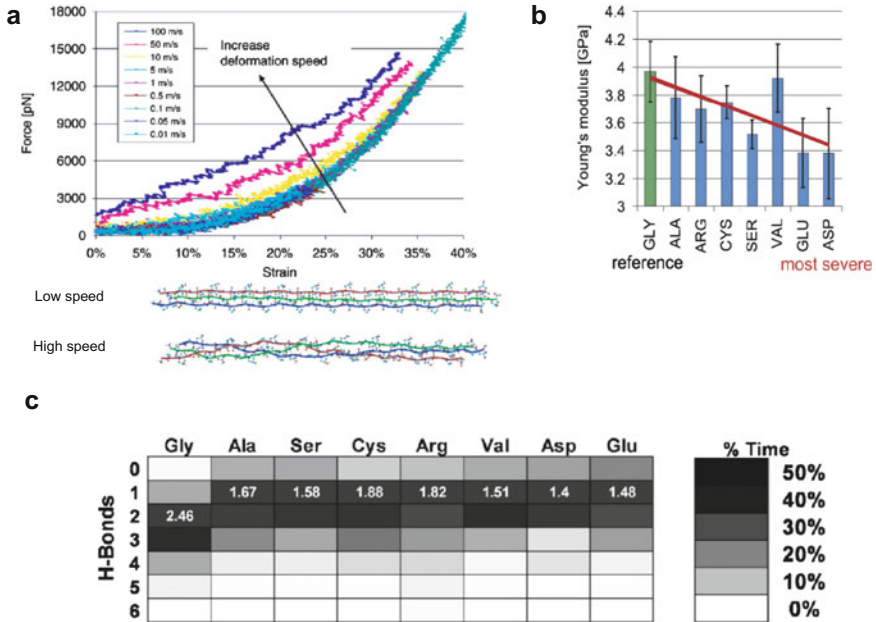 a
18000
15000
12000
9000
6000
3000
0
Force [pN]
100 m/s
50 m/s
10 m/s
5 m/s
1 m/s
0.5 m/s
0.1 m/s
0.05 m/s
0.01 m/s
Increase
deformation speed
0% 5% 10% 15% 20% 25% 30% 35% 40%
Strain
Low speed
High speed
b
Young's modulus [GPa]
4.4
4.2
4
3.8
3.6
3.4
3.2
3
GLY ALA ARG CYS SER VAL GLU ASP
reference most severe
c
Gly Ala Ser Cys Arg Val Asp Glu
H-Bonds
0
1 1.67 1.58 1.88 1.82 1.51 1.4 1.48
2 2.46
3
4
5
6
% Time
50%
40%
30%
20%
10%
0%